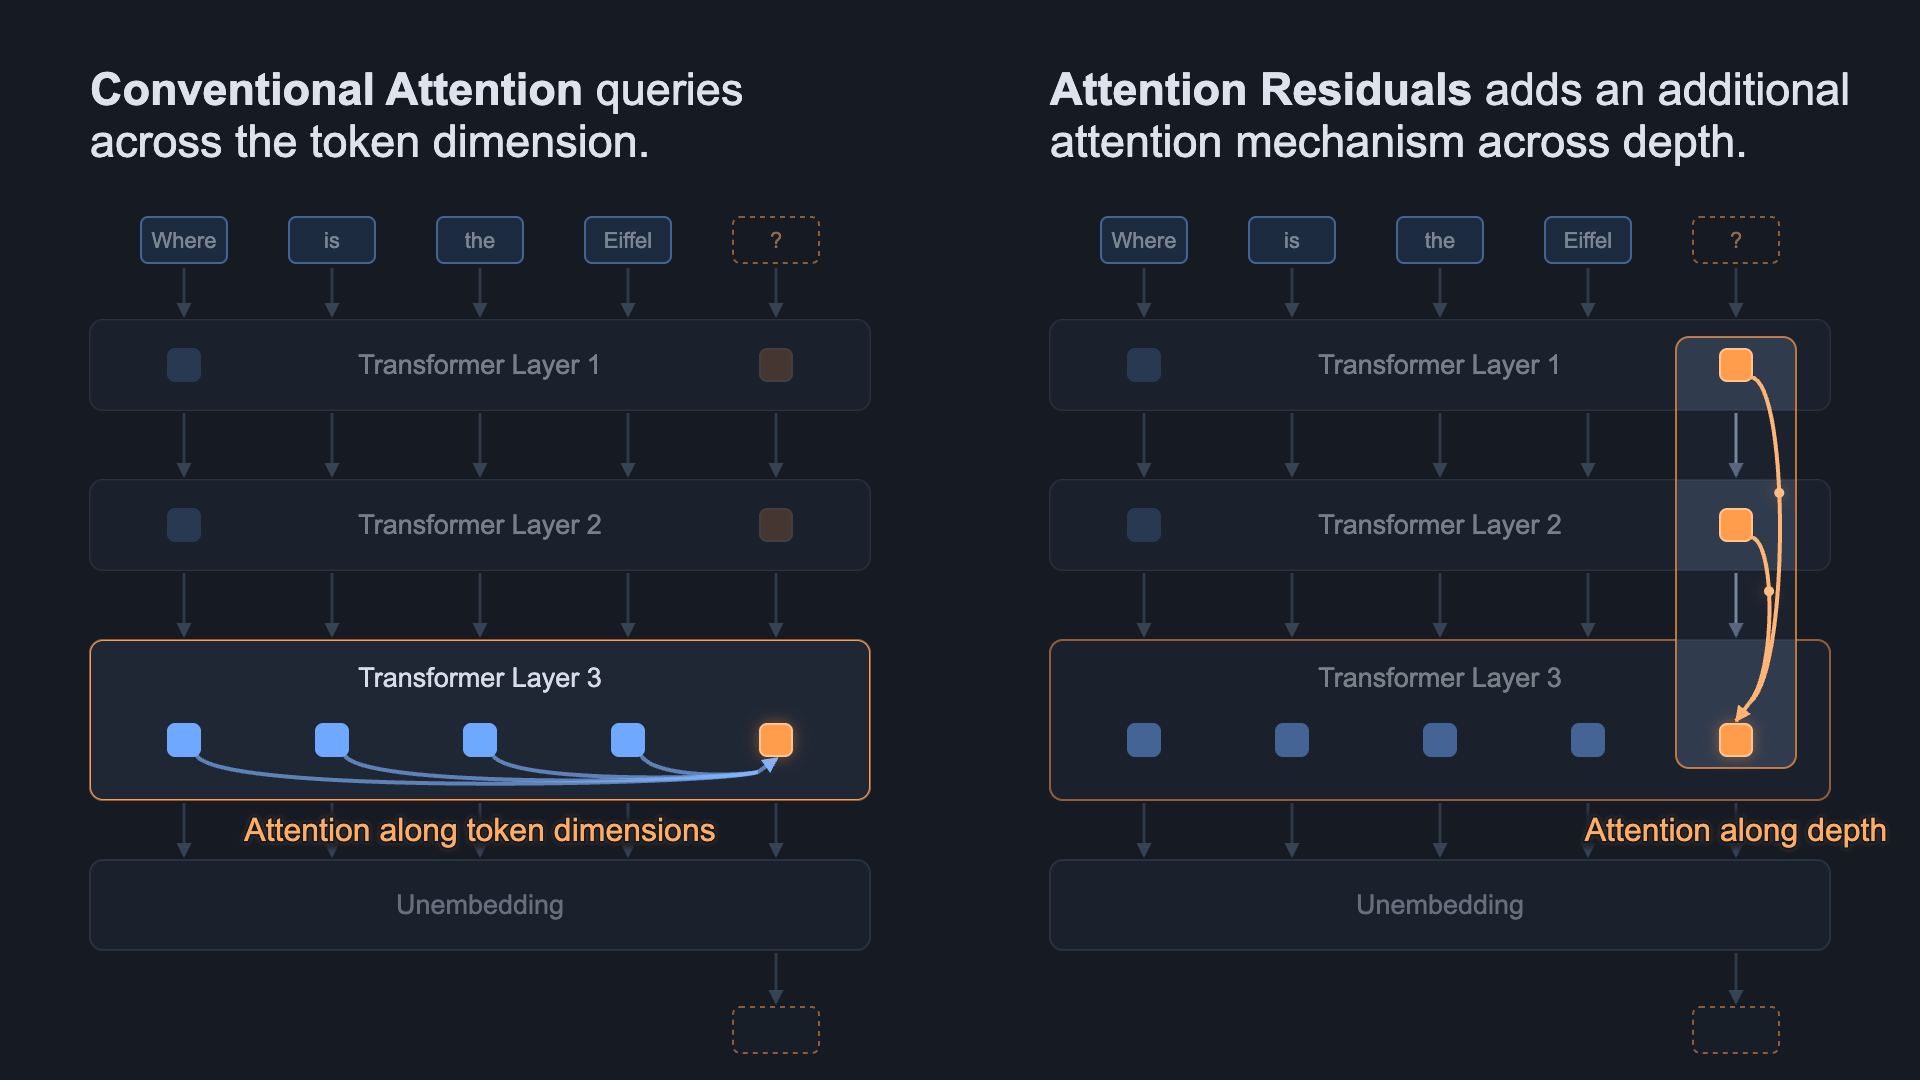 Conventional Attention queries
across the token dimension.
Where
is
the
Eiffel
?
Transformer Layer 1
Transformer Layer 2
Transformer Layer 3
Attention along token dimensions
Unembedding
Attention Residuals adds an additional
attention mechanism across depth.
Where
is
the
Eiffel
?
Transformer Layer 1
Transformer Layer 2
Transformer Layer 3
Attention along depth
Unembedding